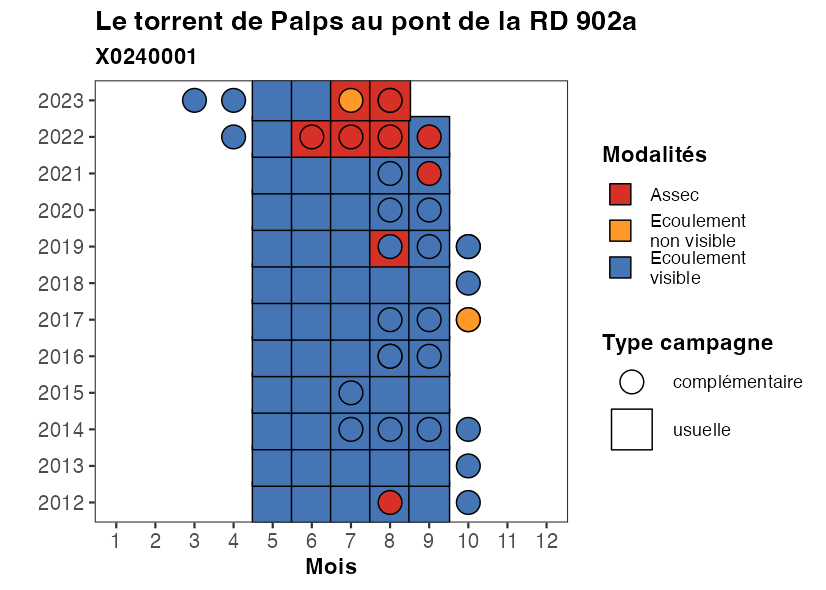 Le torrent de Palps au pont de la RD 902a
X0240001
2023
2022
2021
2020
2019
2018
2017
2016
2015
2014
2013
2012
1 2 3 4 5 6 7 8 9 10 11 12
Mois
Modalités
Assec
Ecoulement
non visible
Ecoulement
visible
Type campagne
complémentaire
usuelle